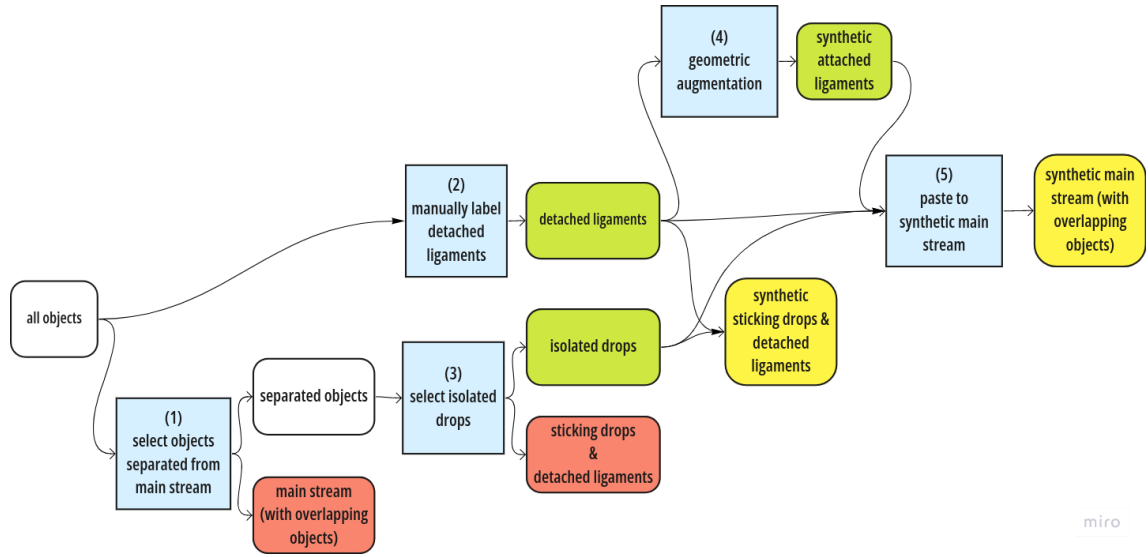 all objects
(1)
select objects
separated from
main stream
separated objects
main stream
(with overlapping
objects)
(2)
manually label
detached
ligaments
detached ligaments
(3)
select isolated
drops
isolated drops
sticking drops
&
detached ligaments
(4)
geometric
augmentation
synthetic
attached
ligaments
synthetic
sticking drops &
detached
ligaments
(5)
paste to
synthetic main
stream
synthetic main
stream (with
overlapping
objects)
miro